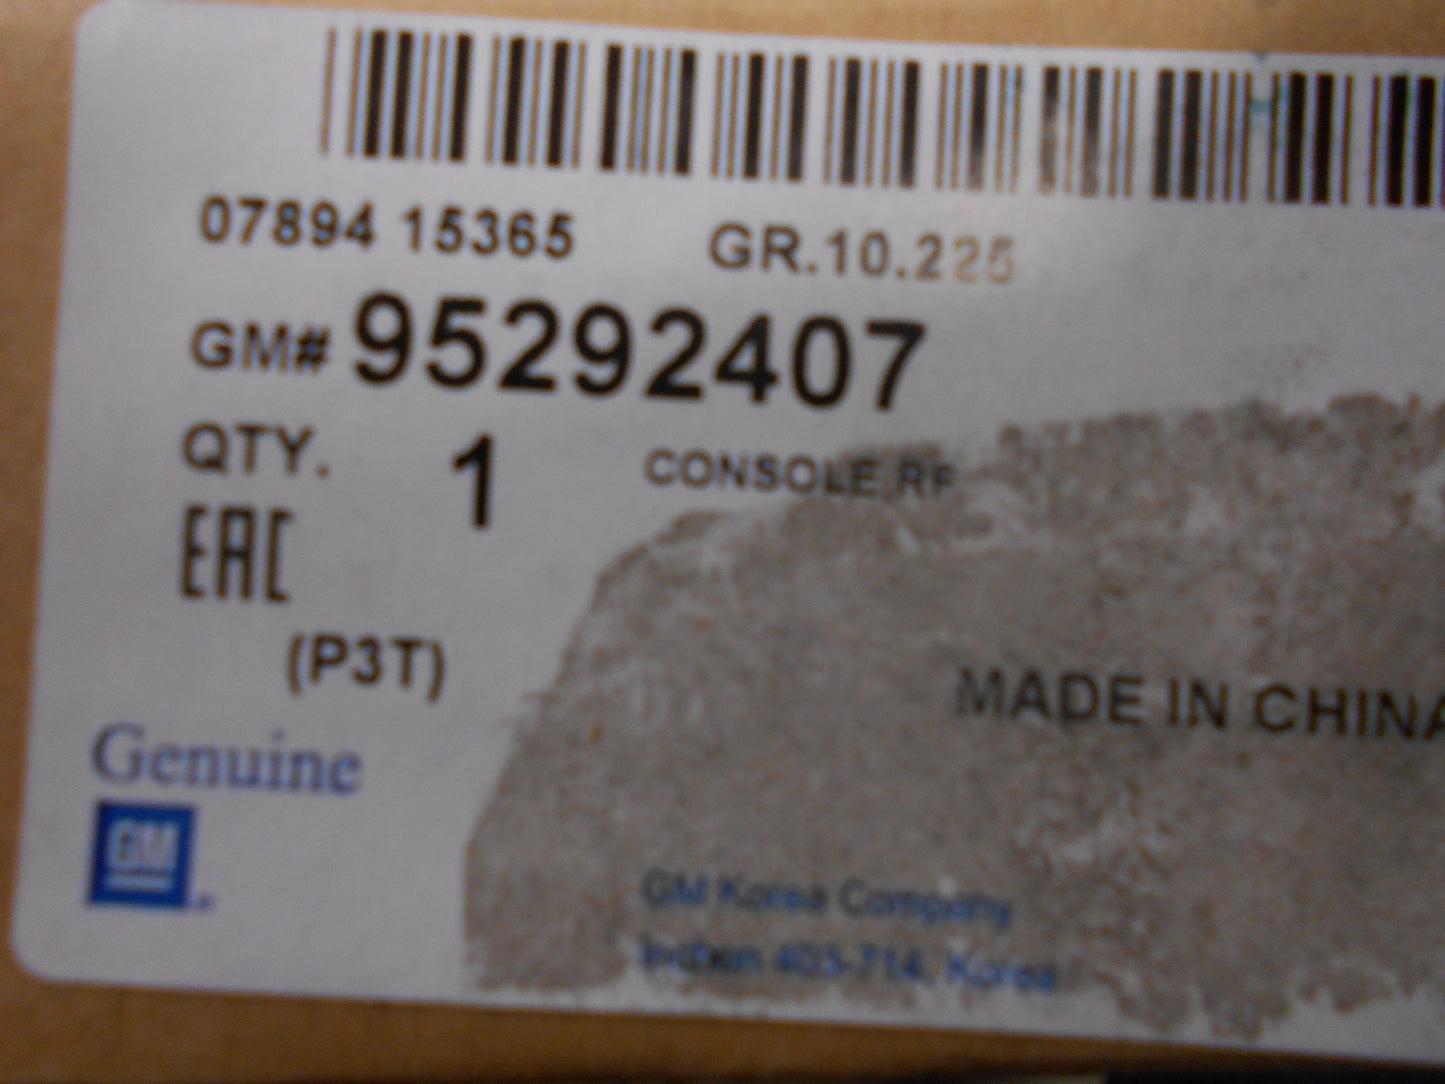 07894 15365 GR.10.225
GM# 95292407
QTY. 1 CONSOLE,RF
EAC
(P3T)
MADE IN CHINA
Genuine
GM
GM Korea Company
Incheon 403-714, Korea